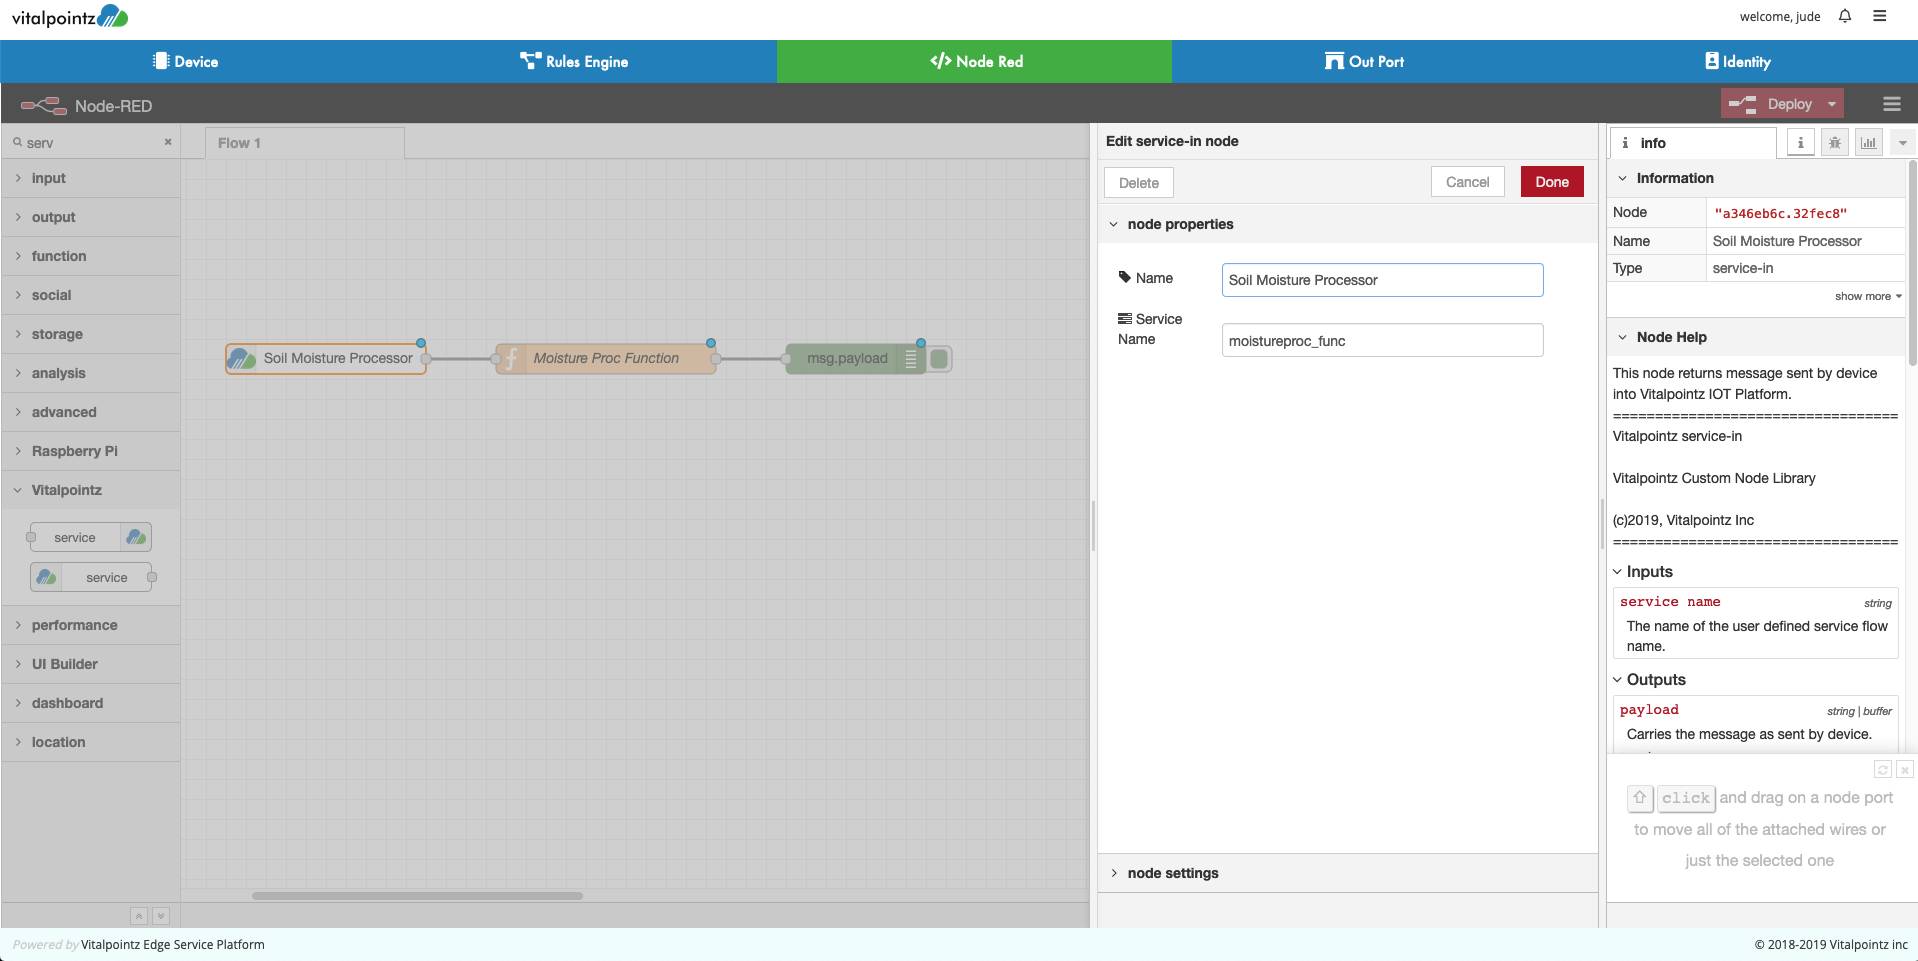 vitalpointz
welcome, jude
Device
Rules Engine
Node Red
Out Port
Identity
Node-RED
Deploy
serv
Flow 1
input
output
function
social
storage
analysis
advanced
Raspberry Pi
Vitalpointz
service
service
performance
UI Builder
dashboard
location
Soil Moisture Processor
Moisture Proc Function
msg.payload
Edit service-in node
Delete
Cancel
Done
node properties
Name
Soil Moisture Processor
Service
Name
moistureproc_func
node settings
info
Information
Node "a346eb6c.32fec8"
Name Soil Moisture Processor
Type service-in
show more
Node Help
This node returns message sent by device
into Vitalpointz IOT Platform.
==================================
Vitalpointz service-in
Vitalpointz Custom Node Library
(c)2019, Vitalpointz Inc
==================================
Inputs
service name string
The name of the user defined service flow
name.
Outputs
payload string | buffer
Carries the message as sent by device.
click and drag on a node port
to move all of the attached wires or
just the selected one
Powered by Vitalpointz Edge Service Platform
© 2018-2019 Vitalpointz inc